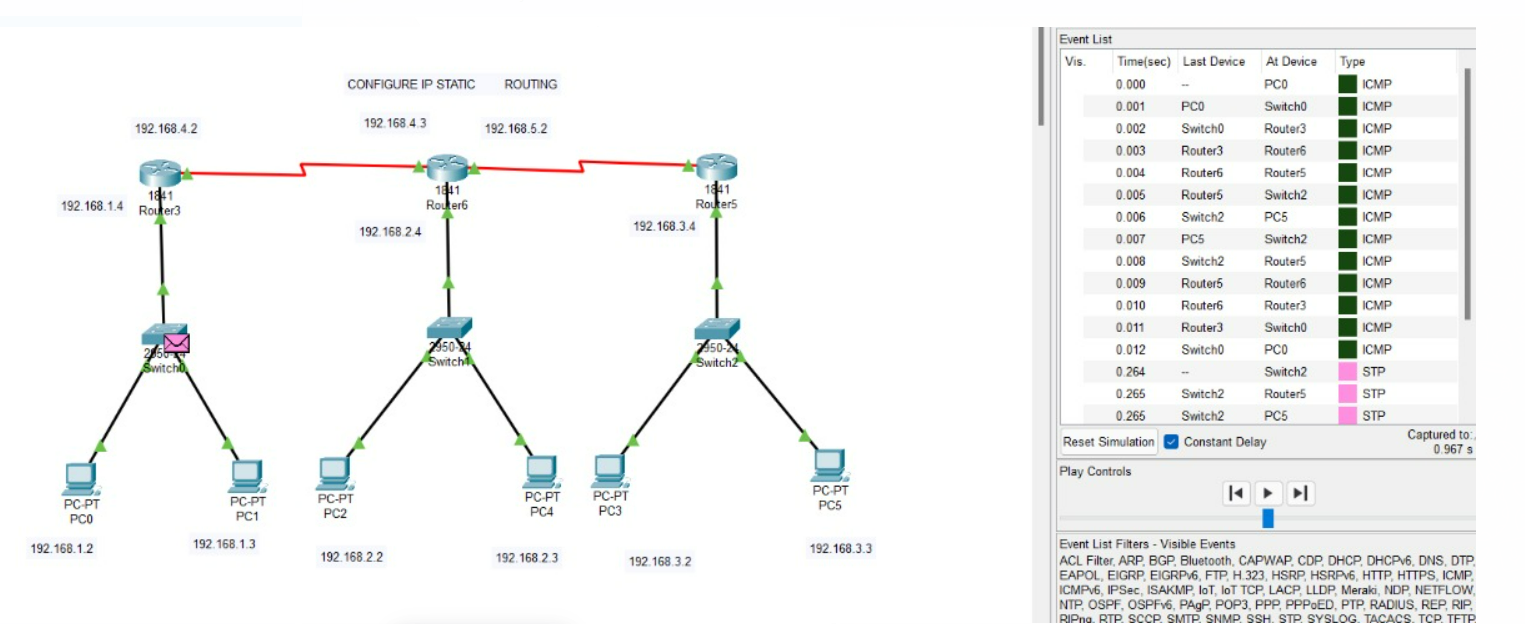 CONFIGURE IP STATIC ROUTING
192.168.4.2
192.168.4.3
192.168.5.2
192.168.1.4
1841
Router3
1841
Router6
1841
Router5
192.168.2.4
192.168.3.4
2950-24
Switch0
2950-24
Switch1
2950-24
Switch2
PC-PT
PC0
PC-PT
PC1
PC-PT
PC2
PC-PT
PC4
PC-PT
PC3
PC-PT
PC5
192.168.1.2
192.168.1.3
192.168.2.2
192.168.2.3
192.168.3.2
192.168.3.3
Event List
Vis. Time(sec) Last Device At Device Type
0.000 -- PC0 ICMP
0.001 PC0 Switch0 ICMP
0.002 Switch0 Router3 ICMP
0.003 Router3 Router6 ICMP
0.004 Router6 Router5 ICMP
0.005 Router5 Switch2 ICMP
0.006 Switch2 PC5 ICMP
0.007 PC5 Switch2 ICMP
0.008 Switch2 Router5 ICMP
0.009 Router5 Router6 ICMP
0.010 Router6 Router3 ICMP
0.011 Router3 Switch0 ICMP
0.012 Switch0 PC0 ICMP
0.264 -- Switch2 STP
0.265 Switch2 Router5 STP
0.265 Switch2 PC5 STP
Reset Simulation Constant Delay Captured to:
0.967 s
Play Controls
Event List Filters - Visible Events
ACL Filter, ARP, BGP, Bluetooth, CAPWAP, CDP, DHCP, DHCPv6, DNS, DTP,
EAPOL, EIGRP, EIGRPv6, FTP, H.323, HSRP, HSRPv6, HTTP, HTTPS, ICMP,
ICMPv6, IPSec, ISAKMP, IoT, IoT TCP, LACP, LLDP, Meraki, NDP, NETFLOW,
NTP, OSPF, OSPFv6, PAgP, POP3, PPP, PPPoED, PTP, RADIUS, REP, RIP,
RIPng, RTP, SCCP, SMTP, SNMP, SSH, STP, SYSLOG, TACACS, TCP, TFTP,